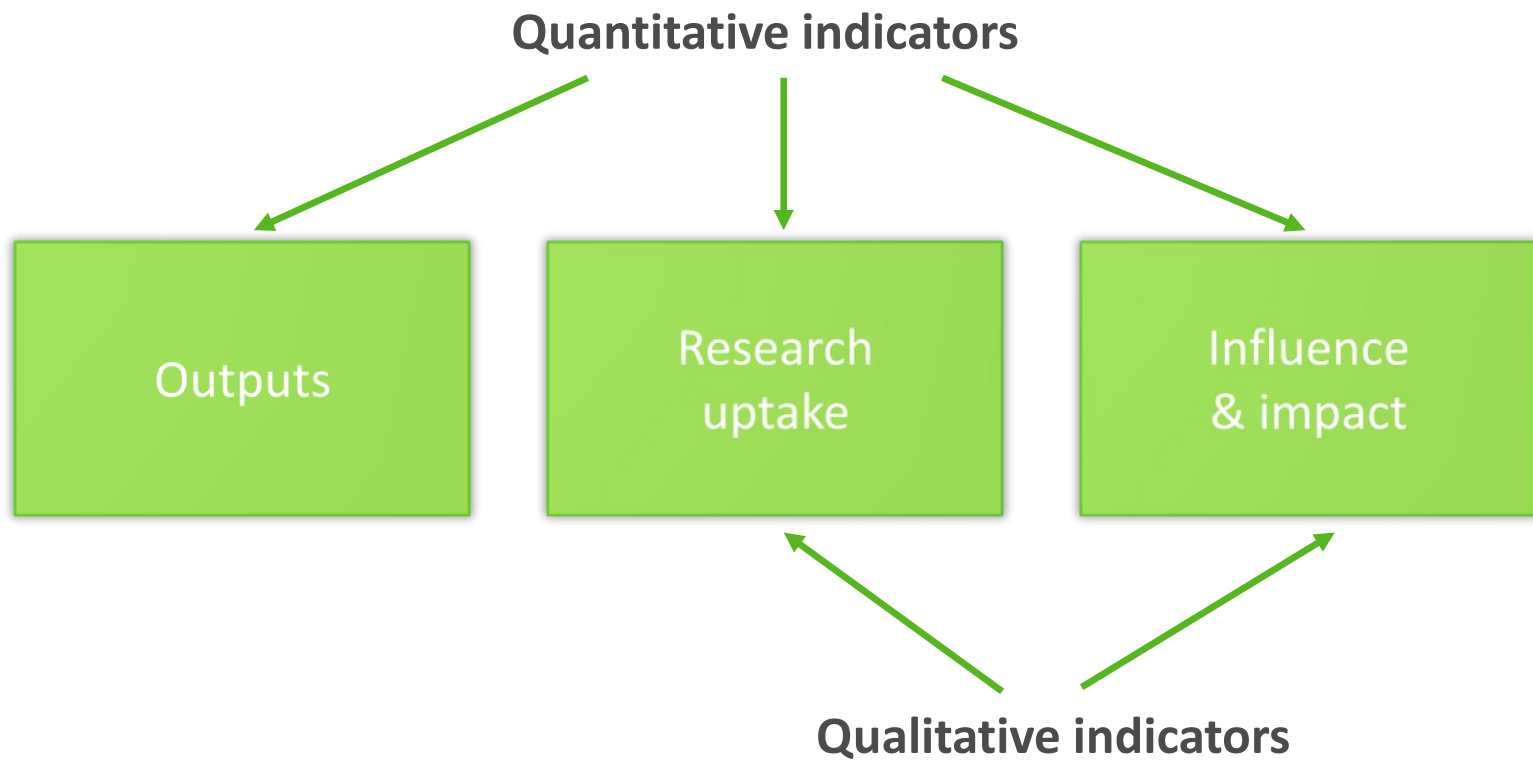 Quantitative indicators
Outputs
Research
uptake
Influence
& impact
Qualitative indicators